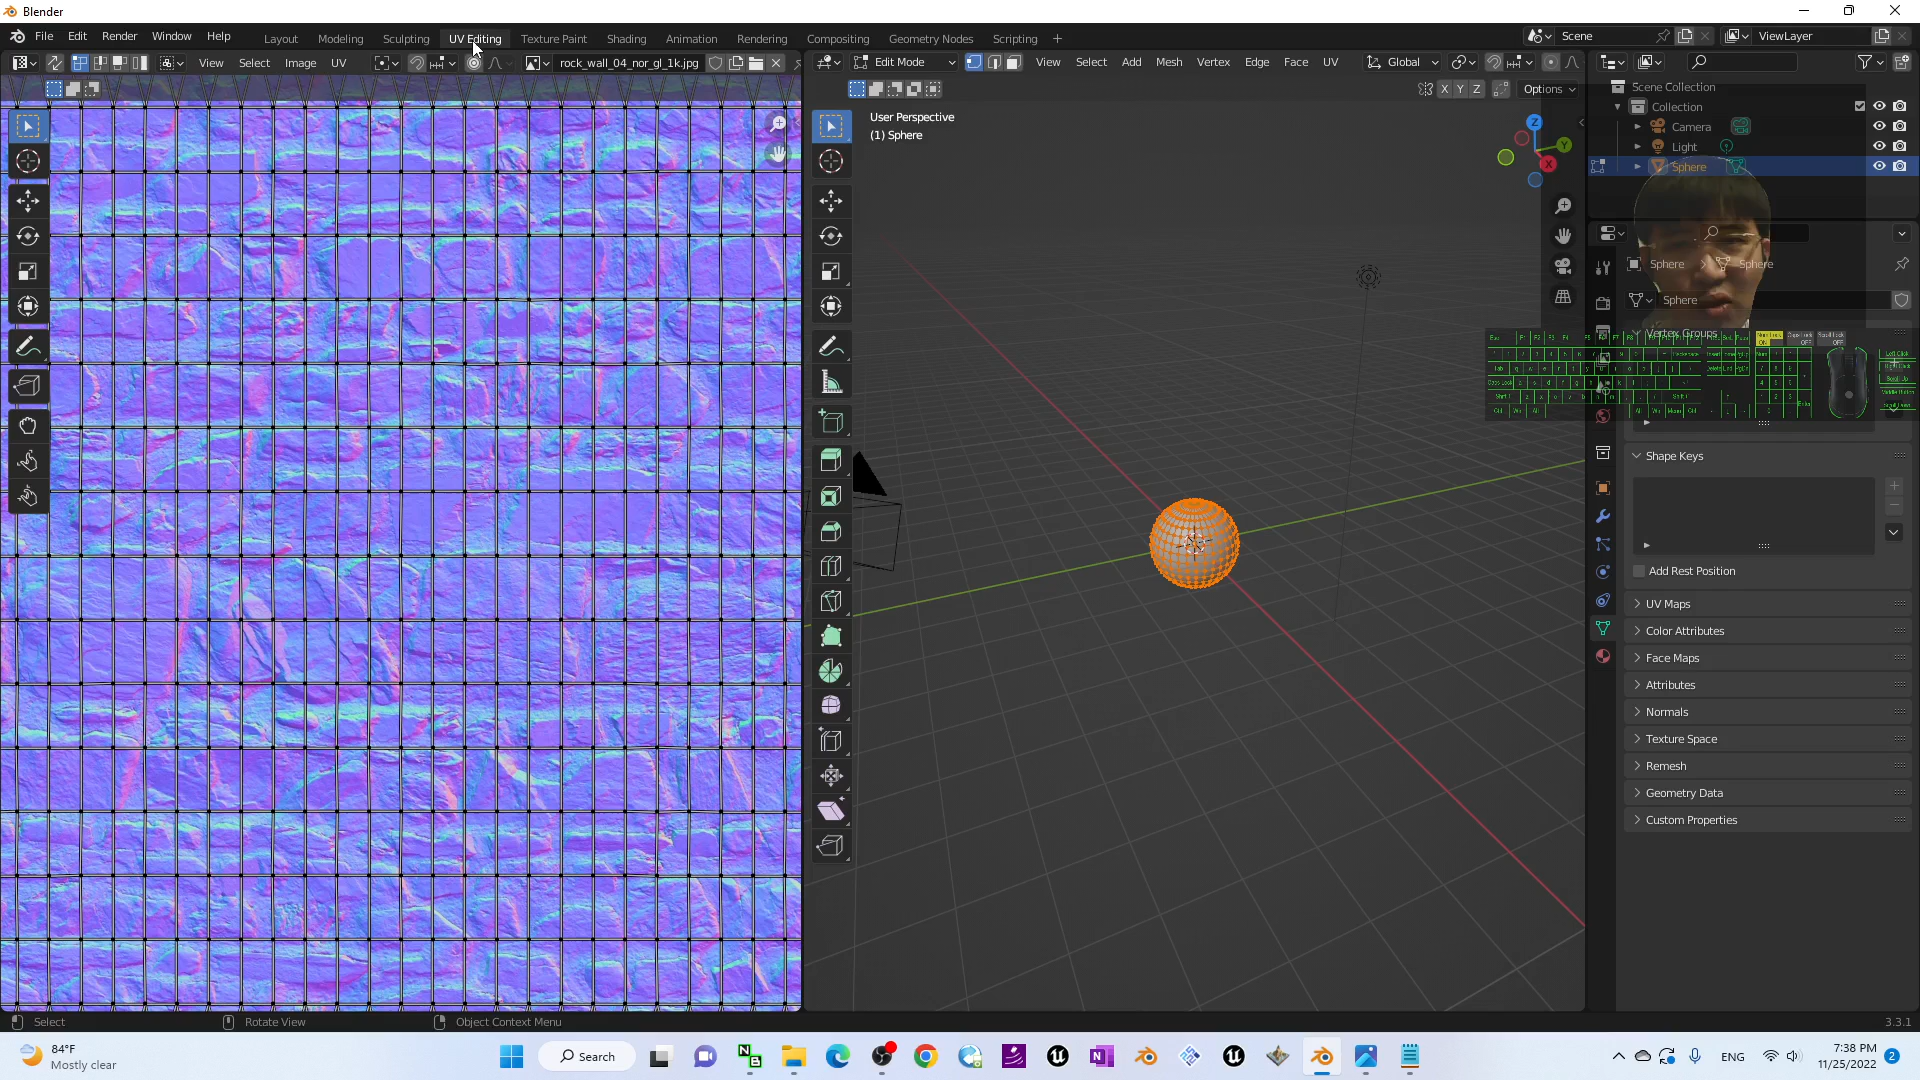 Blender
File Edit Render Window Help
Layout Modeling Sculpting UV Editing Texture Paint Shading Animation Rendering Compositing Geometry Nodes Scripting +
Scene
ViewLayer
View Select Image UV
rock_wall_04_nor_gl_1k.jpg
Edit Mode
View Select Add Mesh Vertex Edge Face UV
Global
X Y Z
Options
User Perspective
(1) Sphere
Z
Y
X
Scene Collection
Collection
Camera
Light
Sphere
Sphere
Sphere
Sphere
Vertex Groups
Shape Keys
Add Rest Position
UV Maps
Color Attributes
Face Maps
Attributes
Normals
Texture Space
Remesh
Geometry Data
Custom Properties
Select
Rotate View
Object Context Menu
3.3.1
84°F
Mostly clear
Search
ENG
7:38 PM
11/25/2022
2